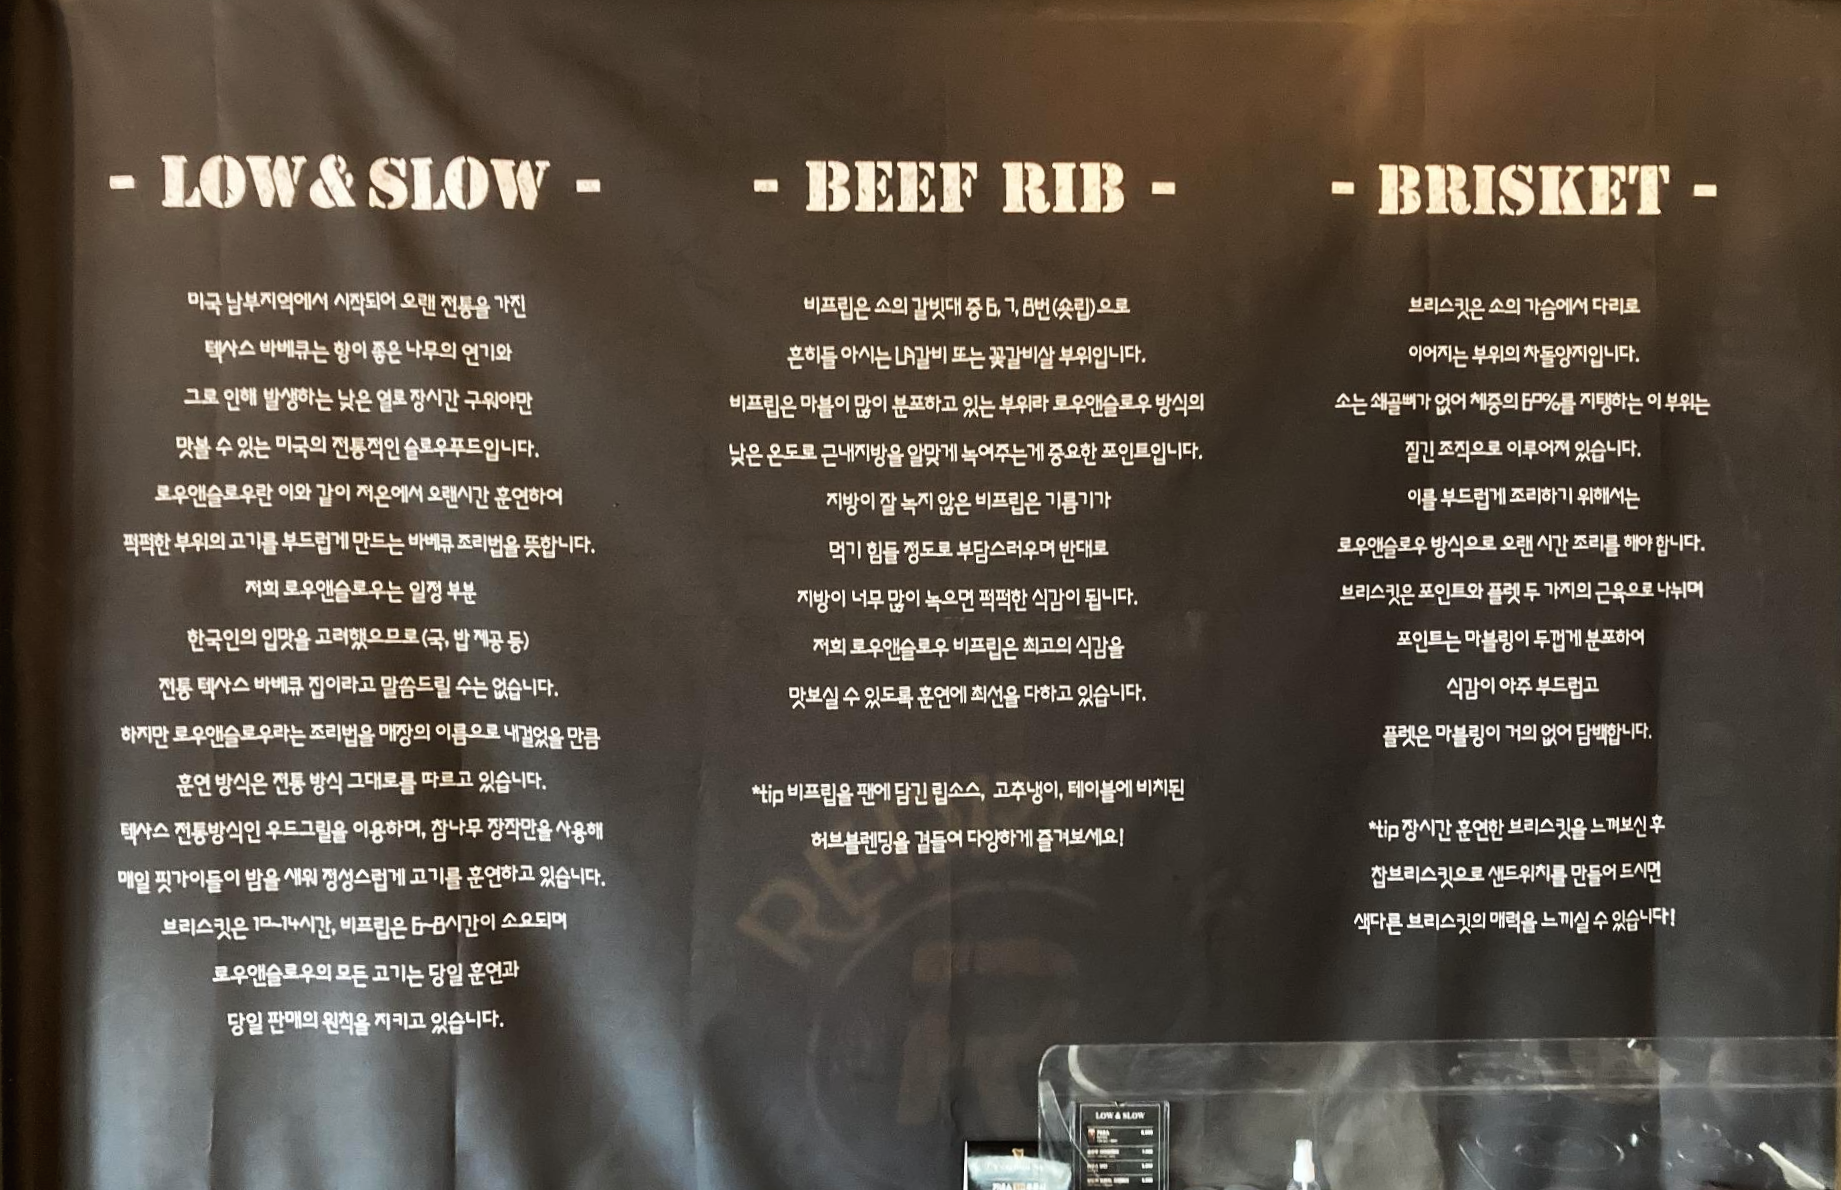 - LOW & SLOW -
미국 남부지역에서 시작되어 오랜 전통을 가진
텍사스 바베큐는 향이 좋은 나무의 연기와
그로 인해 발생하는 낮은 열로 장시간 구워야만
맛볼 수 있는 미국의 전통적인 슬로우푸드입니다.
로우앤슬로우란 이와 같이 저온에서 오랜시간 훈연하여
퍽퍽한 부위의 고기를 부드럽게 만드는 바베큐 조리법을 뜻합니다.
저희 로우앤슬로우는 일정 부분
한국인의 입맛을 고려했으므로 (국, 밥 제공 등)
전통 텍사스 바베큐 집이라고 말씀드릴 수는 없습니다.
하지만 로우앤슬로우라는 조리법을 매장의 이름으로 내걸었을 만큼
훈연 방식은 전통 방식 그대로를 따르고 있습니다.
텍사스 전통방식인 우드그릴을 이용하며, 참나무 장작만을 사용해
매일 핏가이들이 밤을 새워 정성스럽게 고기를 훈연하고 있습니다.
브리스킷은 10~14시간, 비프립은 6~8시간이 소요되며
로우앤슬로우의 모든 고기는 당일 훈연과
당일 판매의 원칙을 지키고 있습니다.
- BEEF RIB -
비프립은 소의 갈빗대 중 6, 7, 8번 (숏립) 으로
흔히들 아시는 LA갈비 또는 꽃갈비살 부위입니다.
비프립은 마블이 많이 분포하고 있는 부위라 로우앤슬로우 방식의
낮은 온도로 근내지방을 알맞게 녹여주는게 중요한 포인트입니다.
지방이 잘 녹지 않은 비프립은 기름기가
먹기 힘들 정도로 부담스러우며 반대로
지방이 너무 많이 녹으면 퍽퍽한 식감이 됩니다.
저희 로우앤슬로우 비프립은 최고의 식감을
맛보실 수 있도록 훈연에 최선을 다하고 있습니다.
*tip 비프립을 팬에 담긴 립소스, 고추냉이, 테이블에 비치된
허브블렌딩을 곁들여 다양하게 즐겨보세요!
- BRISKET -
브리스킷은 소의 가슴에서 다리로
이어지는 부위의 차돌양지입니다.
소는 쇄골뼈가 없어 체중의 60%를 지탱하는 이 부위는
질긴 조직으로 이루어져 있습니다.
이를 부드럽게 조리하기 위해서는
로우앤슬로우 방식으로 오랜 시간 조리를 해야 합니다.
브리스킷은 포인트와 플렛 두 가지의 근육으로 나뉘며
포인트는 마블링이 두껍게 분포하여
식감이 아주 부드럽고
플렛은 마블링이 거의 없어 담백합니다.
*tip 장시간 훈연한 브리스킷을 느껴보신 후
찹브리스킷으로 샌드위치를 만들어 드시면
색다른 브리스킷의 매력을 느끼실 수 있습니다!
LOW & SLOW